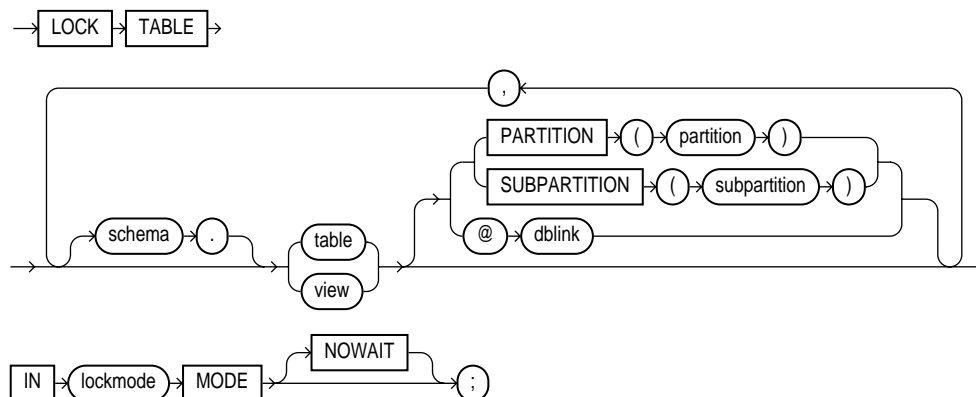 LOCK TABLE
,
PARTITION ( partition )
SUBPARTITION ( subpartition )
schema . table @ dblink
view
NOWAIT
IN lockmode MODE ;